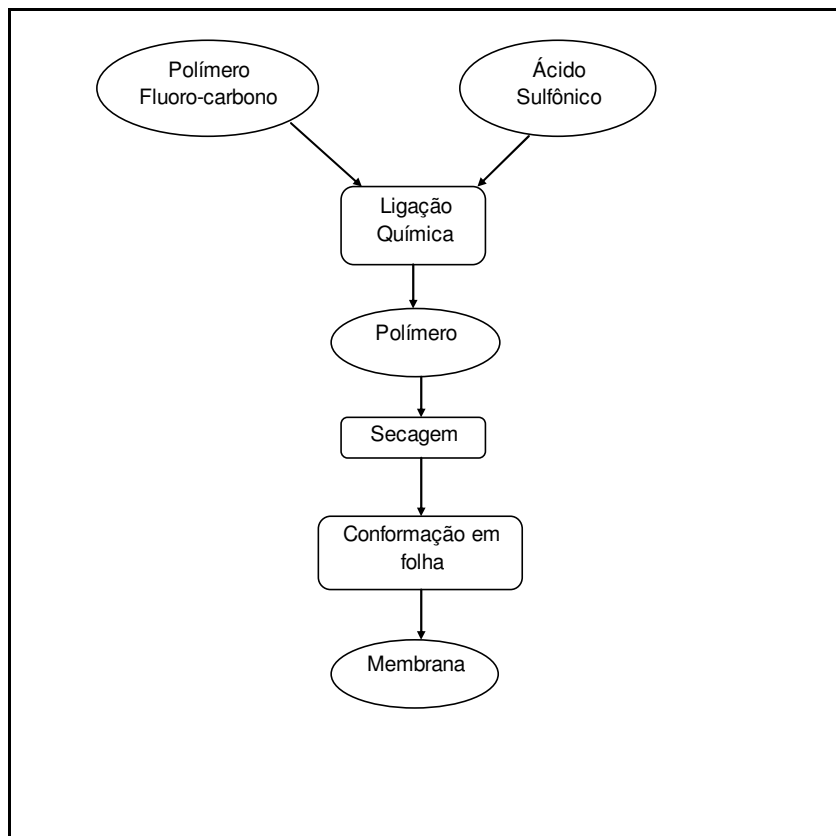 Polímero
Fluoro-carbono
Ácido
Sulfônico
Ligação
Química
Polímero
Secagem
Conformação em
folha
Membrana